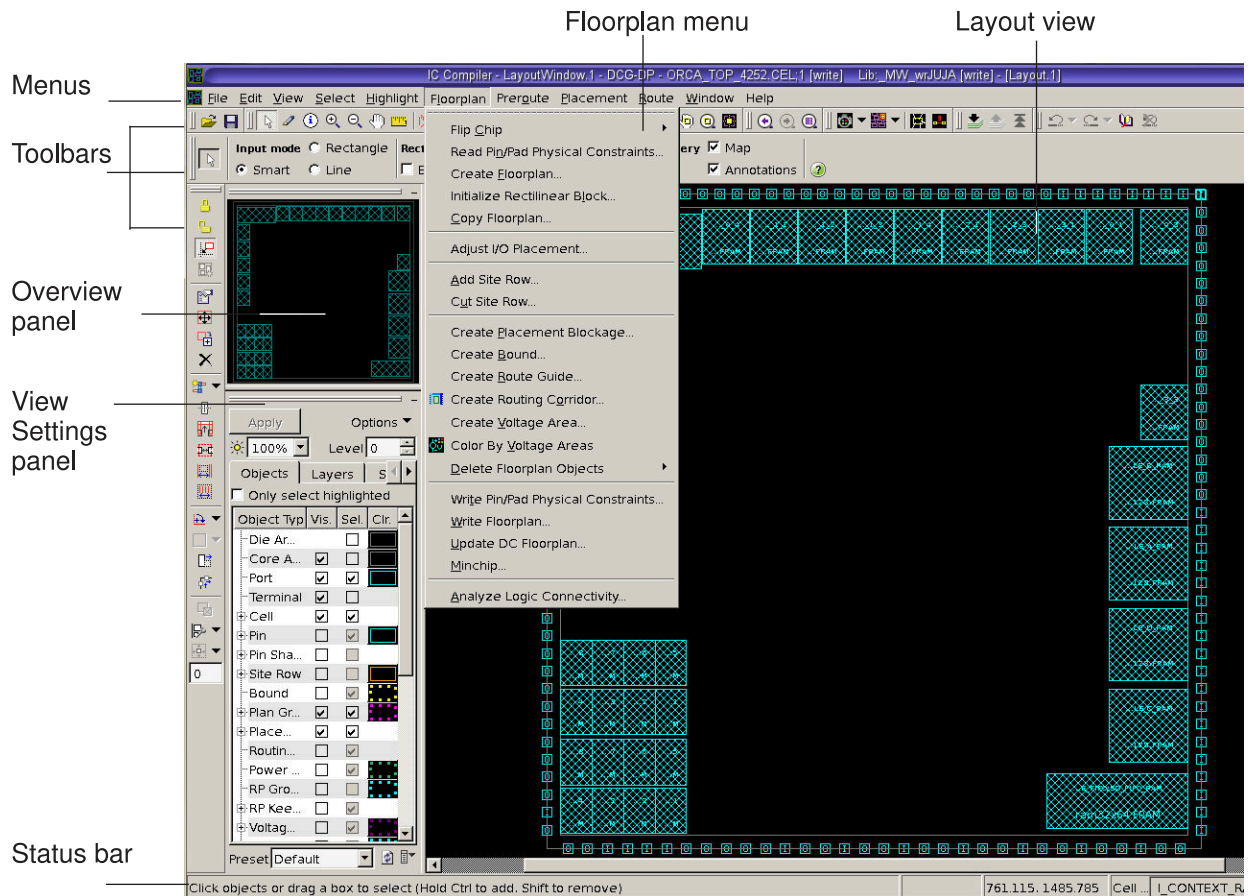 Floorplan menu
Layout view
IC Compiler - LayoutWindow.1 - DCG-DP - ORCA_TOP_4252.CEL;1 [write] Lib:_MW_wrJUJA [write] - [Layout.1]
Menus
File Edit View Select Highlight Floorplan Preroute Placement Route Window Help
Toolbars
Input mode Rectangle Rect
Smart Line E
ery Map
Annotations
Flip Chip
Read Pin/Pad Physical Constraints...
Create Floorplan...
Initialize Rectilinear Block...
Copy Floorplan...
Adjust I/O Placement...
Add Site Row...
Cut Site Row...
Create Placement Blockage...
Create Bound...
Create Route Guide...
Create Routing Corridor...
Create Voltage Area...
Color By Voltage Areas
Delete Floorplan Objects
Write Pin/Pad Physical Constraints...
Write Floorplan...
Update DC Floorplan...
Minchip...
Analyze Logic Connectivity...
Overview
panel
View
Settings
panel
Apply Options
100% Level 0
Objects Layers S
Only select highlighted
Object Typ Vis. Sel. Clr.
Die Ar...
Core A...
Port
Terminal
Cell
Pin
Pin Sha...
Site Row
Bound
Plan Gr...
Place...
Routin...
Power ...
RP Gro...
RP Kee...
Voltag...
0
Preset Default
ram32x64.FRAM
Status bar
Click objects or drag a box to select (Hold Ctrl to add. Shift to remove)
761.115, 1485.785 Cell ... I_CONTEXT_RA